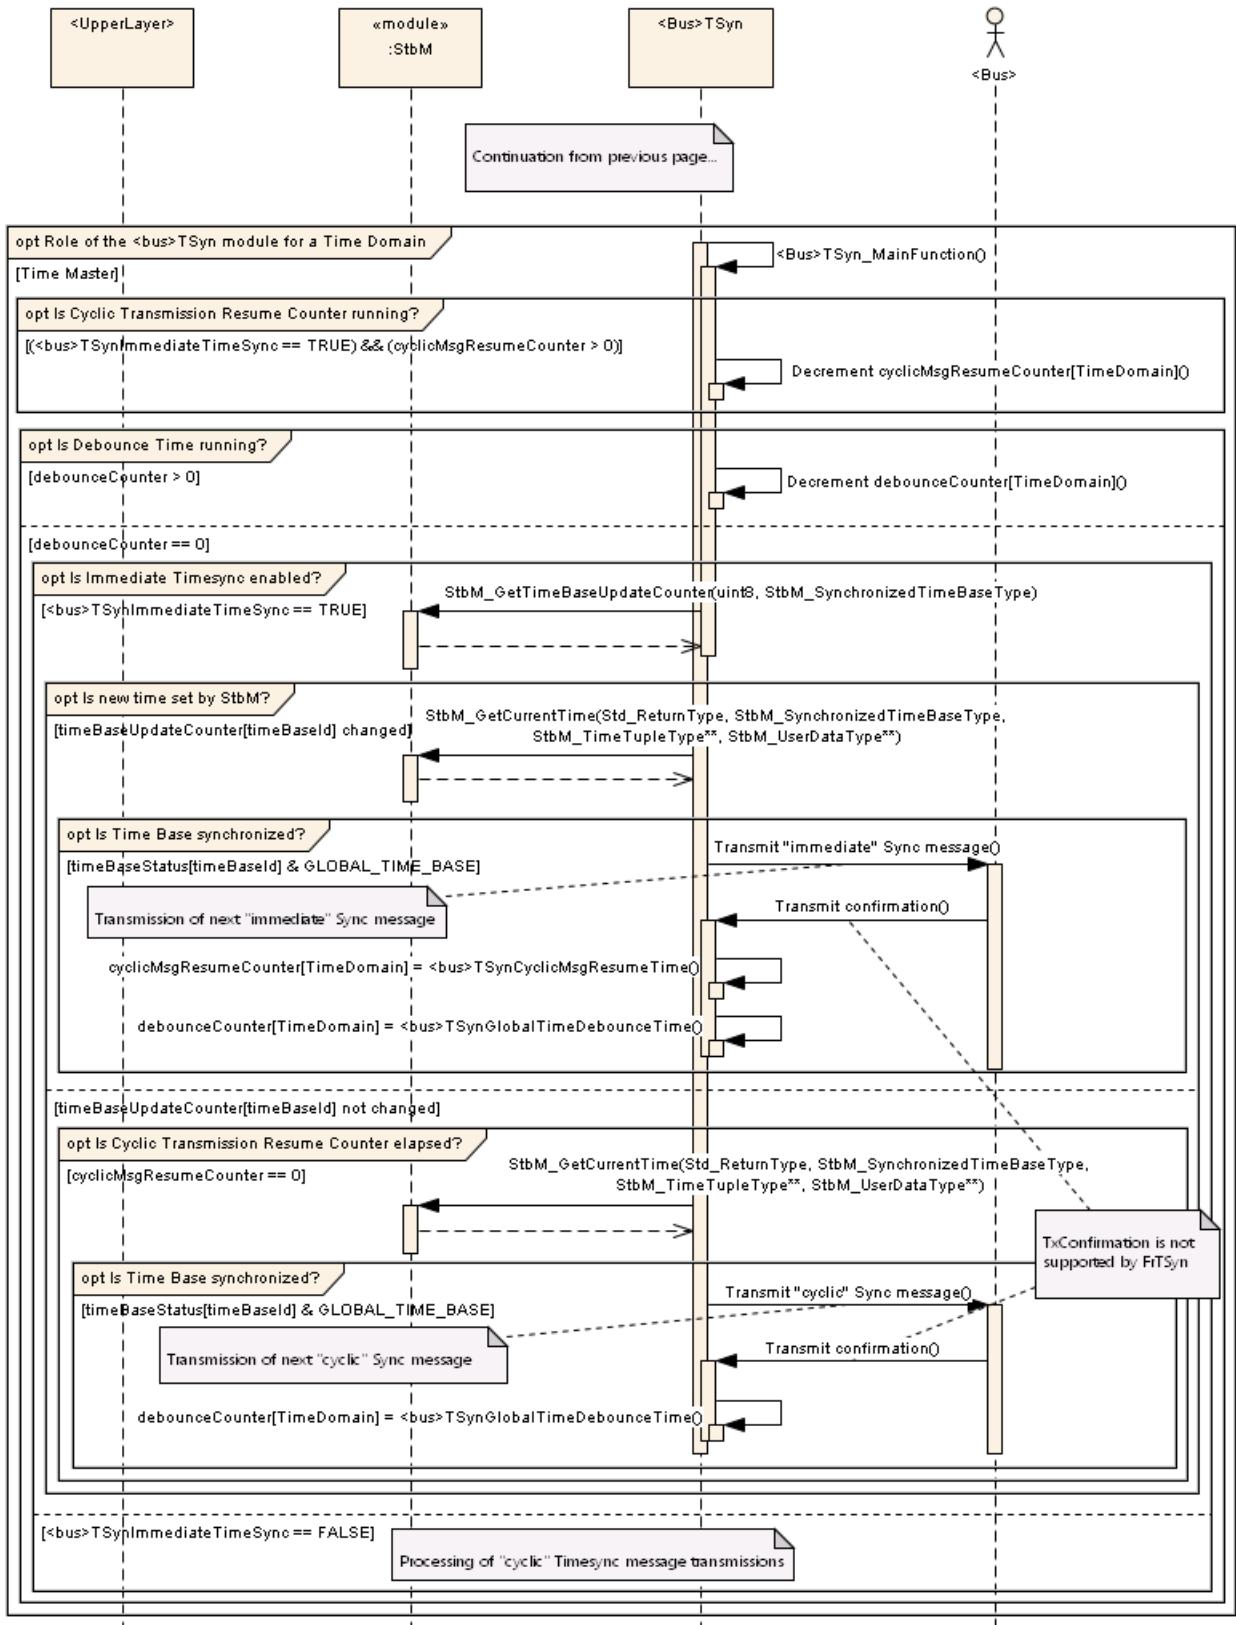 <UpperLayer>
«module»
:StbM
<Bus>TSyn
<Bus>
Continuation from previous page...
opt Role of the <bus>TSyn module for a Time Domain
<Bus>TSyn_MainFunction()
[Time Master]
opt Is Cyclic Transmission Resume Counter running?
[(<bus>TSynImmediateTimeSync == TRUE) && (cyclicMsgResumeCounter > 0)]
Decrement cyclicMsgResumeCounter[TimeDomain]()
opt Is Debounce Time running?
[debounceCounter > 0]
Decrement debounceCounter[TimeDomain]()
[debounceCounter == 0]
opt Is Immediate Timesync enabled?
StbM_GetTimeBaseUpdateCounter(uint8, StbM_SynchronizedTimeBaseType)
[<bus>TSynImmediateTimeSync == TRUE]
opt Is new time set by StbM?
StbM_GetCurrentTime(Std_ReturnType, StbM_SynchronizedTimeBaseType,
StbM_TimeTupleType**, StbM_UserDataType**)
[timeBaseUpdateCounter[timeBaseId] changed]
opt Is Time Base synchronized?
Transmit "immediate" Sync message()
[timeBaseStatus[timeBaseId] & GLOBAL_TIME_BASE]
Transmission of next "immediate" Sync message
Transmit confirmation()
cyclicMsgResumeCounter[TimeDomain] = <bus>TSynCyclicMsgResumeTime()
debounceCounter[TimeDomain] = <bus>TSynGlobalTimeDebounceTime()
[timeBaseUpdateCounter[timeBaseId] not changed]
opt Is Cyclic Transmission Resume Counter elapsed?
[cyclicMsgResumeCounter == 0]
StbM_GetCurrentTime(Std_ReturnType, StbM_SynchronizedTimeBaseType,
StbM_TimeTupleType**, StbM_UserDataType**)
TxConfirmation is not
supported by FrTSyn
opt Is Time Base synchronized?
Transmit "cyclic" Sync message()
[timeBaseStatus[timeBaseId] & GLOBAL_TIME_BASE]
Transmission of next "cyclic" Sync message
Transmit confirmation()
debounceCounter[TimeDomain] = <bus>TSynGlobalTimeDebounceTime()
[<bus>TSynImmediateTimeSync == FALSE]
Processing of "cyclic" Timesync message transmissions